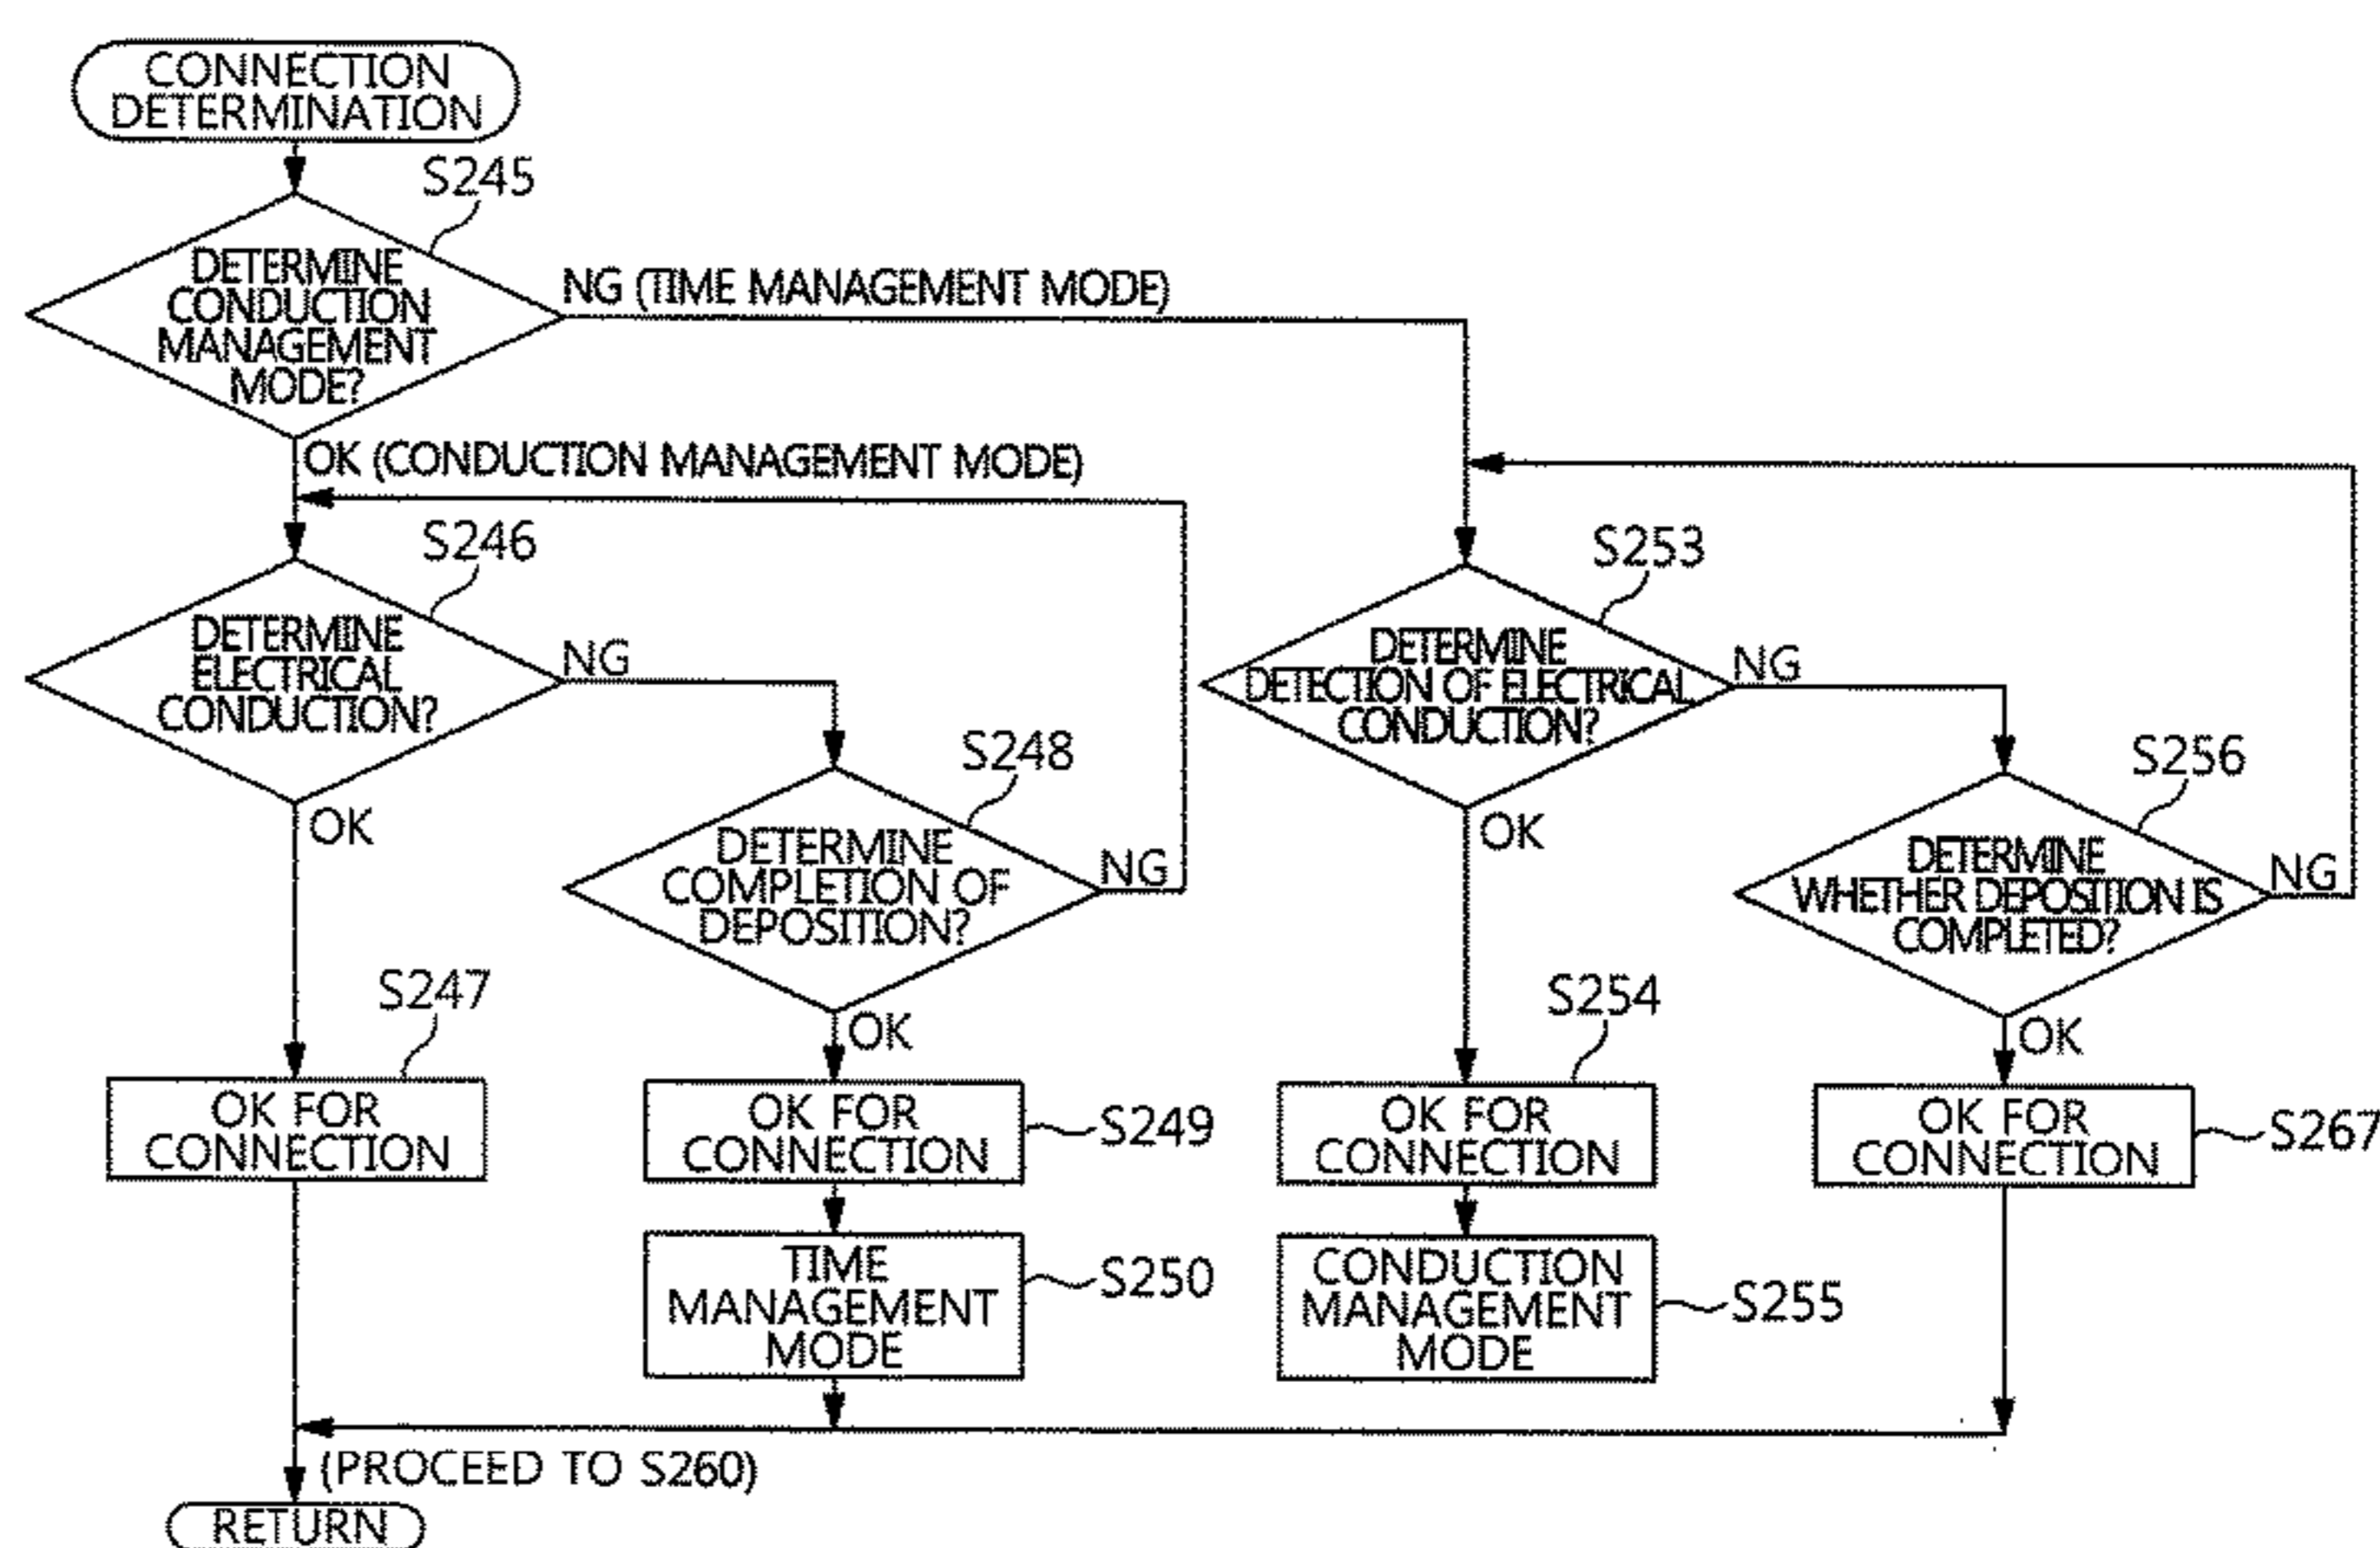 CONNECTION
DETERMINATION
S245
DETERMINE
CONDUCTION
MANAGEMENT
MODE?
NG (TIME MANAGEMENT MODE)
OK (CONDUCTION MANAGEMENT MODE)
S246
DETERMINE
ELECTRICAL
CONDUCTION?
NG
OK
S248
DETERMINE
COMPLETION OF
DEPOSITION?
NG
OK
S253
DETERMINE
DETECTION OF ELECTRICAL
CONDUCTION?
NG
OK
S256
DETERMINE
WHETHER DEPOSITION IS
COMPLETED?
NG
OK
S247
OK FOR
CONNECTION
OK FOR
CONNECTION
S249
S254
OK FOR
CONNECTION
OK FOR
CONNECTION
S267
TIME
MANAGEMENT
MODE
S250
CONDUCTION
MANAGEMENT
MODE
S255
(PROCEED TO S260)
RETURN